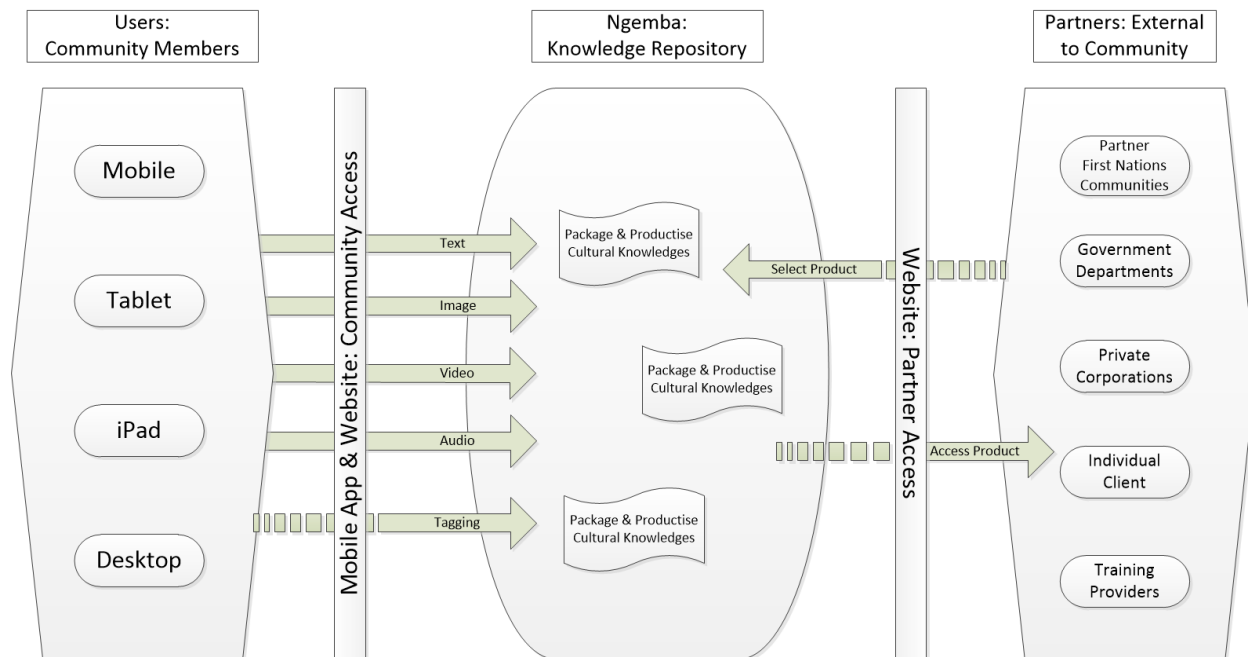 Users:
Community Members
Mobile
Tablet
iPad
Desktop
Mobile App & Website: Community Access
Text
Image
Video
Audio
Tagging
Ngemba:
Knowledge Repository
Package & Productise
Cultural Knowledges
Package & Productise
Cultural Knowledges
Package & Productise
Cultural Knowledges
Select Product
Access Product
Website: Partner Access
Partners: External
to Community
Partner
First Nations
Communities
Government
Departments
Private
Corporations
Individual
Client
Training
Providers